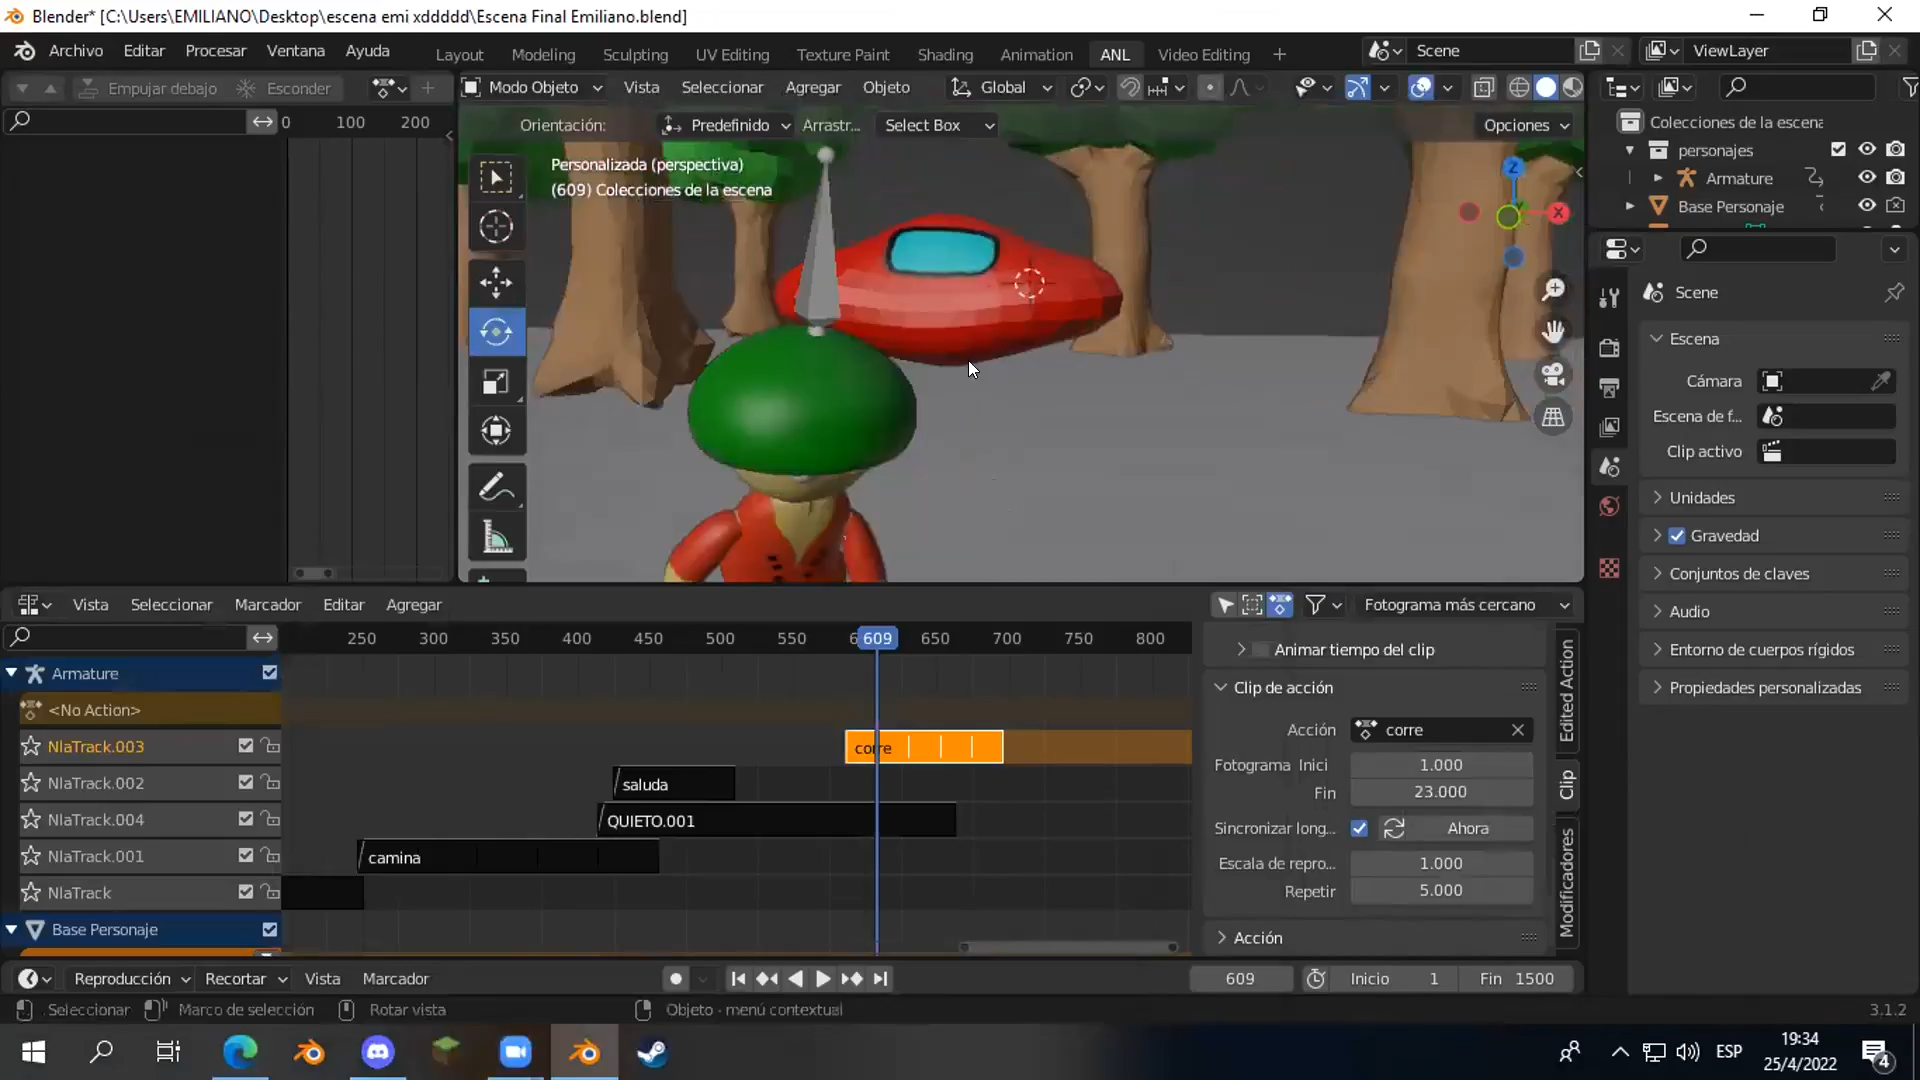 Blender* [C:\Users\EMILIANO\Desktop\escena emi xddddd\Escena Final Emiliano.blend]
Archivo Editar Procesar Ventana Ayuda Layout Modeling Sculpting UV Editing Texture Paint Shading Animation ANL Video Editing + Scene ViewLayer
Empujar debajo Esconder Modo Objeto Vista Seleccionar Agregar Objeto Global
0 100 200 Orientación: Predefinido Arrastr... Select Box Opciones
Colecciones de la escena
personajes
Armature
Base Personaje
Personalizada (perspectiva)
(609) Colecciones de la escena
Z
X
Scene
Escena
Cámara
Escena de f...
Clip activo
Unidades
Gravedad
Conjuntos de claves
Audio
Entorno de cuerpos rígidos
Propiedades personalizadas
Vista Seleccionar Marcador Editar Agregar Fotograma más cercano
250 300 350 400 450 500 550 609 650 700 750 800
Armature
<No Action>
NlaTrack.003 corre
NlaTrack.002 saluda
NlaTrack.004 QUIETO.001
NlaTrack.001 camina
NlaTrack
Base Personaje
Animar tiempo del clip
Clip de acción
Acción corre
Fotograma Inici 1.000
Fin 23.000
Sincronizar long... Ahora
Escala de repro... 1.000
Repetir 5.000
Acción
Edited Action
Clip
Modificadores
Reproducción Recortar Vista Marcador 609 Inicio 1 Fin 1500
Seleccionar Marco de selección Rotar vista Objeto - menú contextual 3.1.2
ESP
19:34
25/4/2022
4